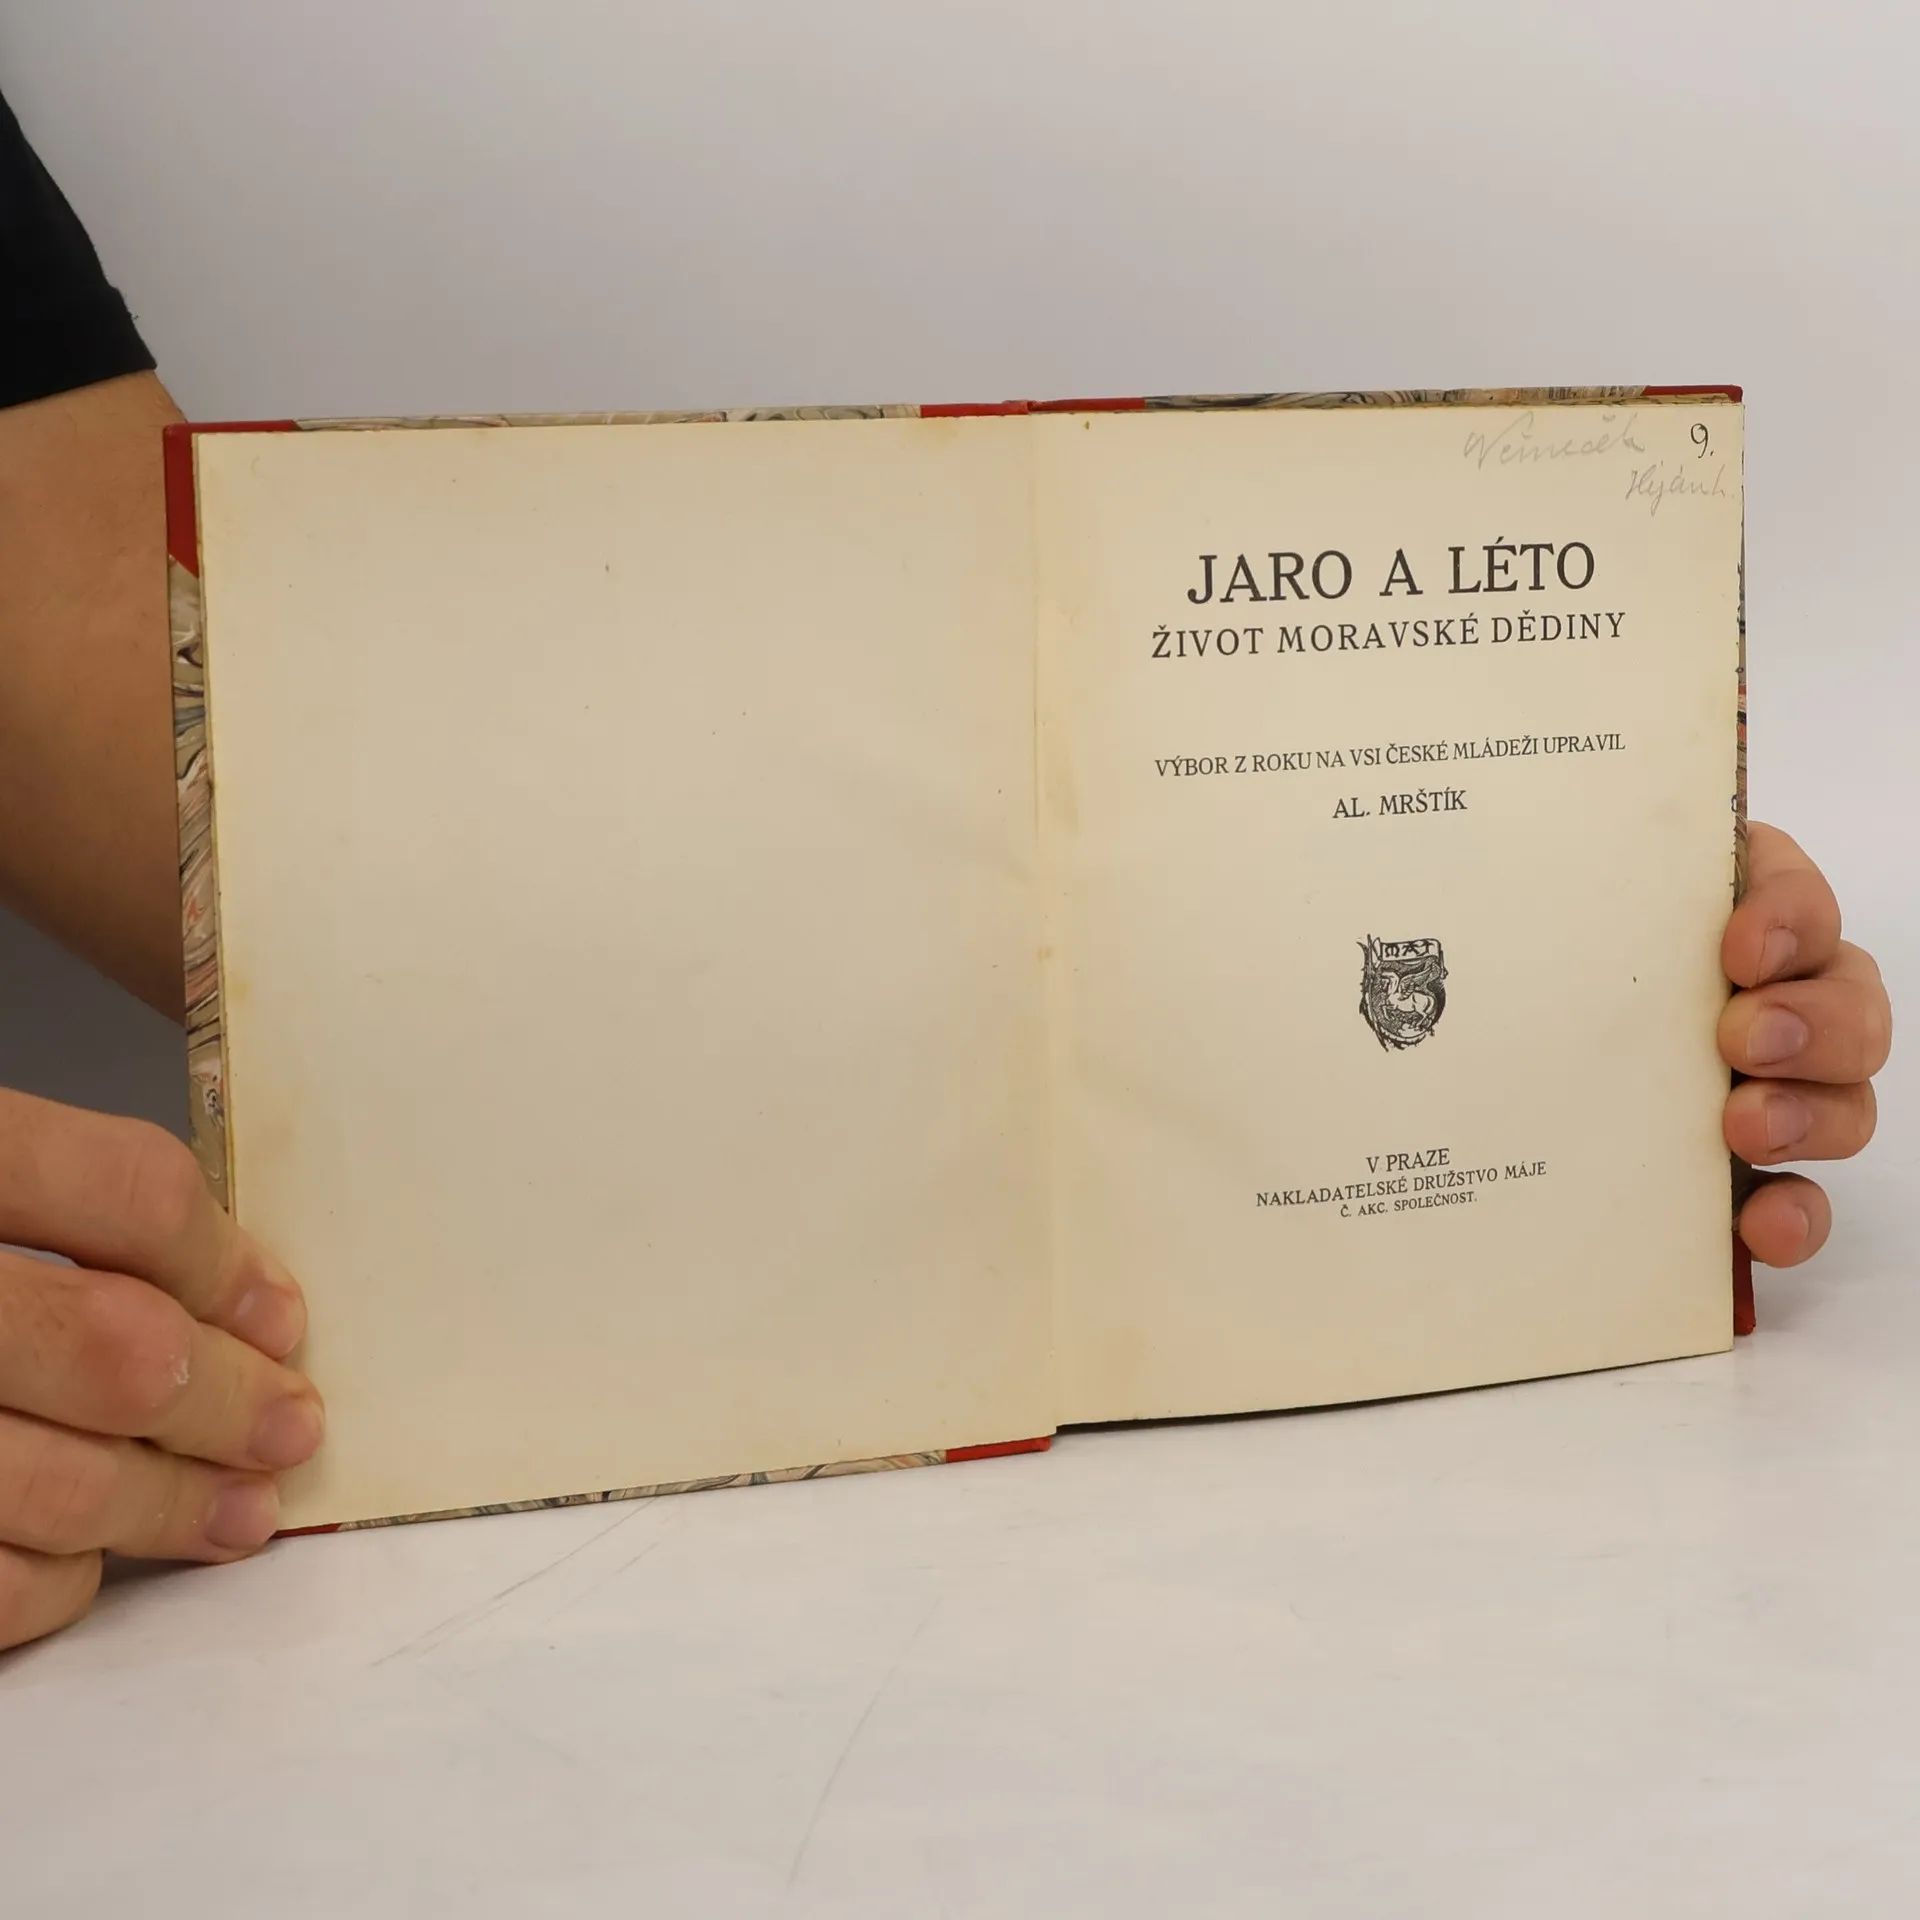 9.
JARO A LÉTO
ŽIVOT MORAVSKÉ DĚDINY
VÝBOR Z ROKU NA VSI ČESKÉ MLÁDEŽI UPRAVIL
AL. MRŠTÍK
MÁJ
V PRAZE
NAKLADATELSKÉ DRUŽSTVO MÁJE
Č. AKC. SPOLEČNOST.